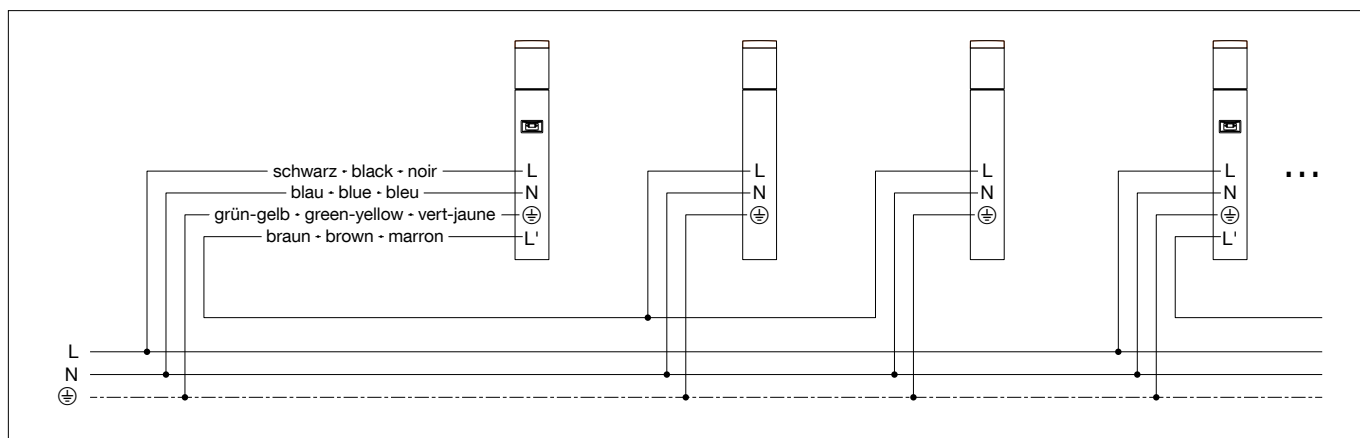 schwarz · black · noir L L L L ...
blau · blue · bleu N N N N
grün-gelb · green-yellow · vert-jaune
braun · brown · marron L' L'
L
N